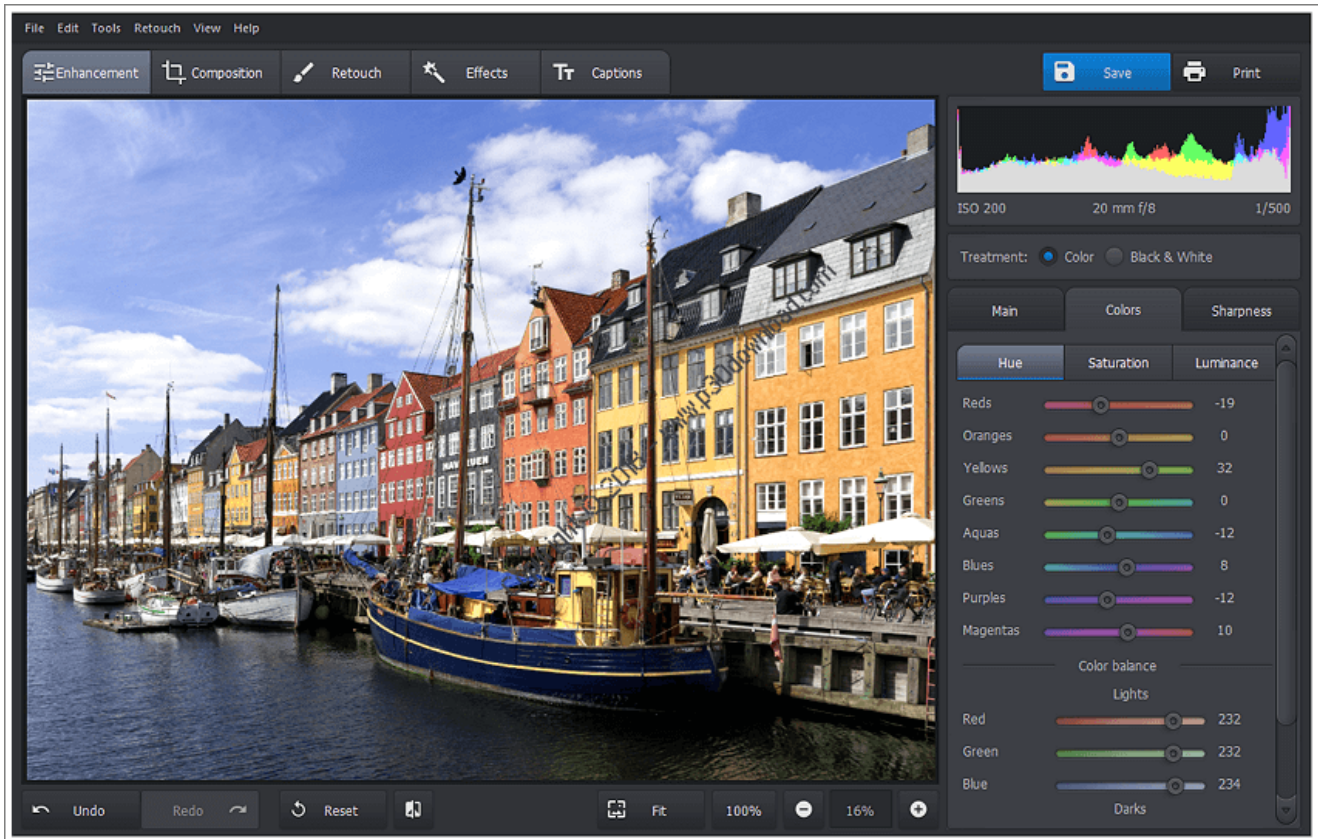 File Edit Tools Retouch View Help
Enhancement Composition Retouch Effects Captions Save Print
ISO 200 20 mm f/8 1/500
Treatment: Color Black & White
Main Colors Sharpness
Hue Saturation Luminance
Reds -19
Oranges 0
Yellows 32
Greens 0
Aquas -12
Blues 8
Purples -12
Magentas 10
Color balance
Lights
Red 232
Green 232
Blue 234
Darks
www.p30download.com
Undo Redo Reset Fit 100% 16%